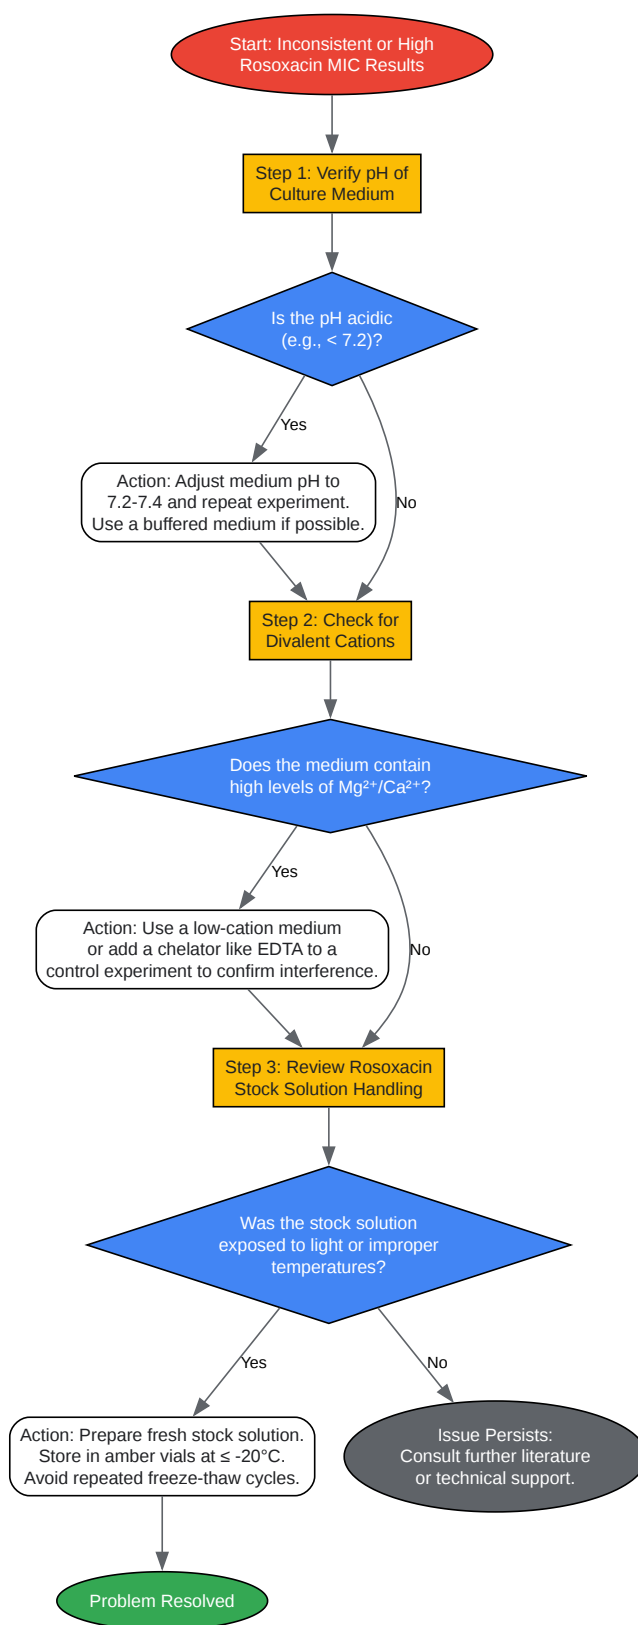 Start: Inconsistent or High
Rosoxacin MIC Results
Step 1: Verify pH of
Culture Medium
Is the pH acidic
(e.g., < 7.2)?
Yes
Action: Adjust medium pH to
7.2-7.4 and repeat experiment.
Use a buffered medium if possible.
No
Step 2: Check for
Divalent Cations
Does the medium contain
high levels of Mg²⁺/Ca²⁺?
Yes
Action: Use a low-cation medium
or add a chelator like EDTA to a
control experiment to confirm interference.
No
Step 3: Review Rosoxacin
Stock Solution Handling
Was the stock solution
exposed to light or improper
temperatures?
Yes
No
Action: Prepare fresh stock solution.
Store in amber vials at ≤ -20°C.
Avoid repeated freeze-thaw cycles.
Issue Persists:
Consult further literature
or technical support.
Problem Resolved